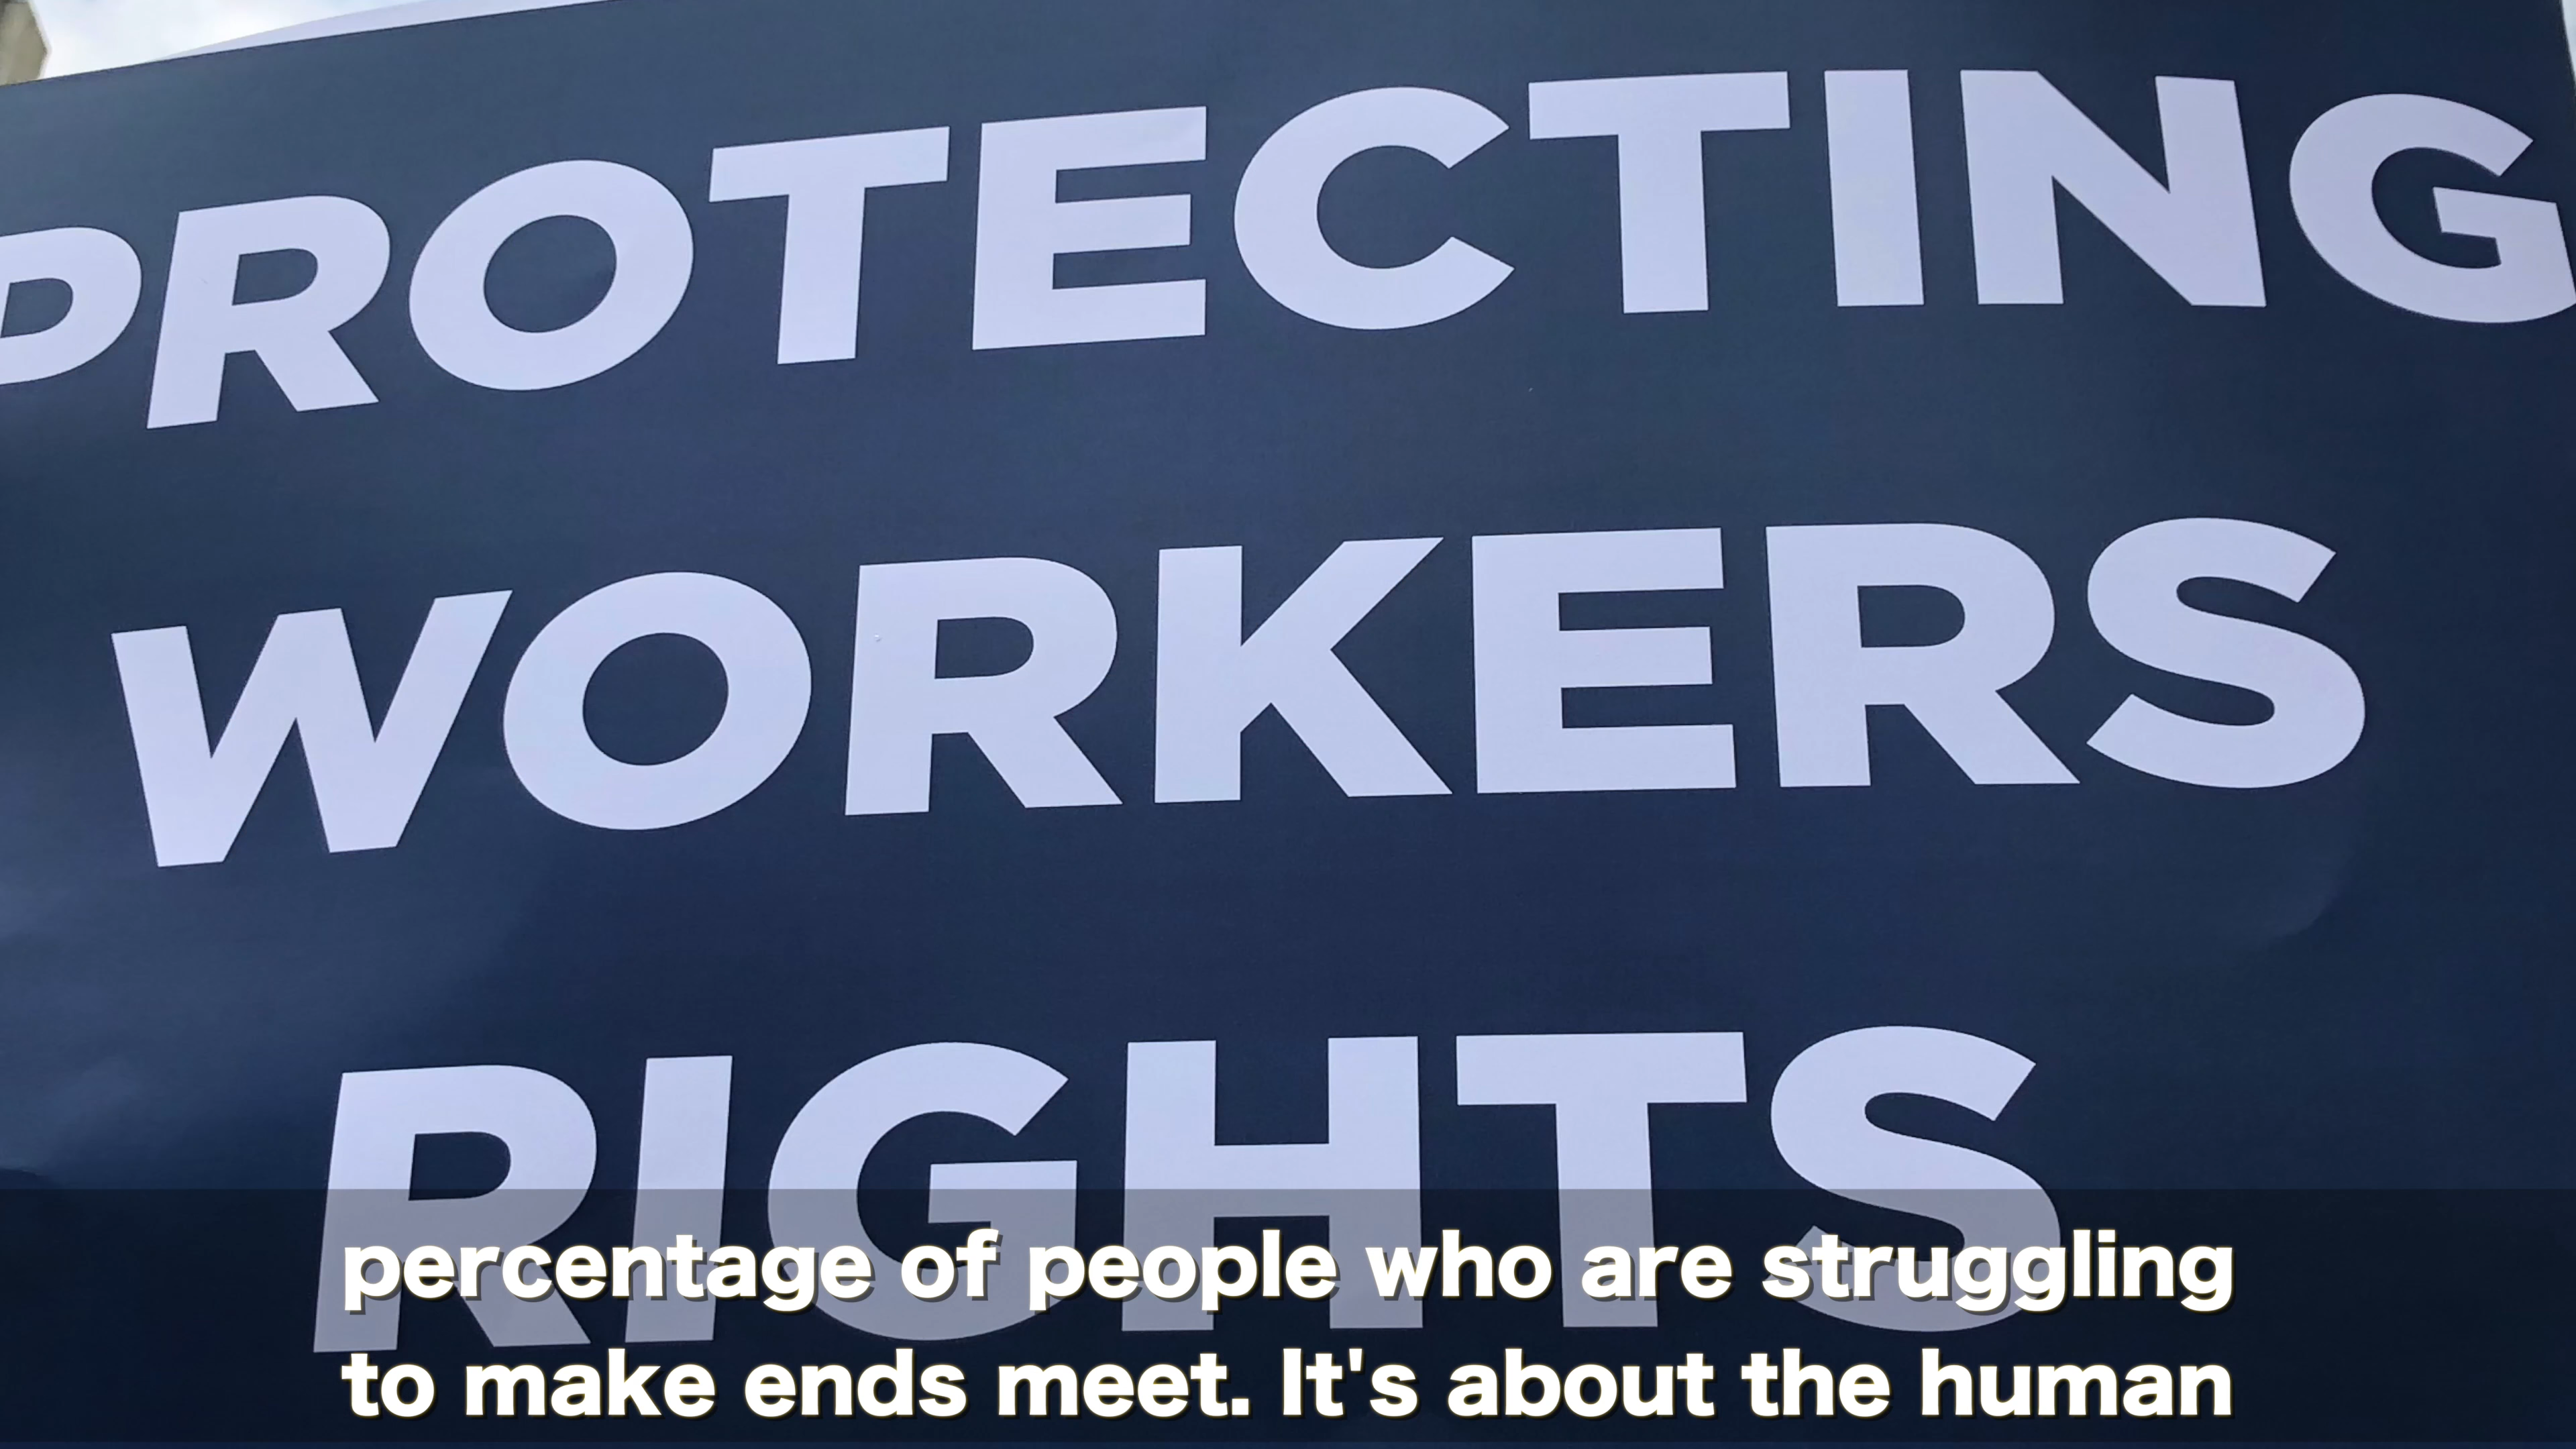 PROTECTING
WORKERS
RIGHTS
percentage of people who are struggling
to make ends meet. It's about the human